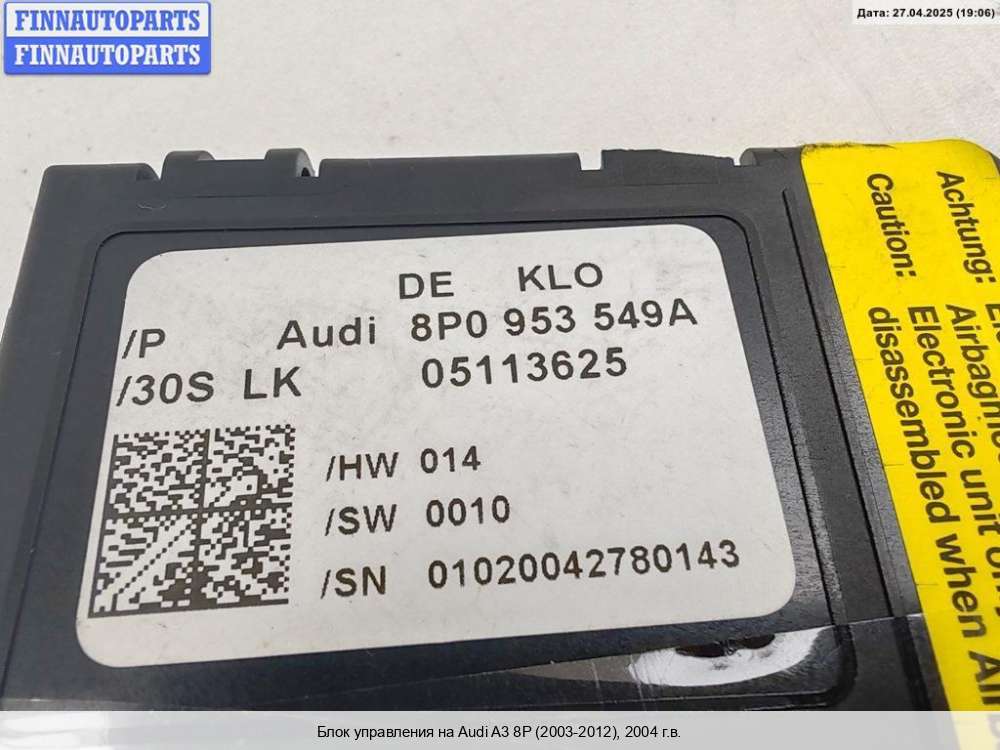 FINNAUTOPARTS
FINNAUTOPARTS
Дата: 27.04.2025 (19:06)
DE KLO
/P Audi 8P0 953 549A
/30S LK 05113625
/HW 014
/SW 0010
/SN 01020042780143
Achtung:
Caution: Electronic unit
disassembled when
Блок управления на Audi A3 8P (2003-2012), 2004 г.в.